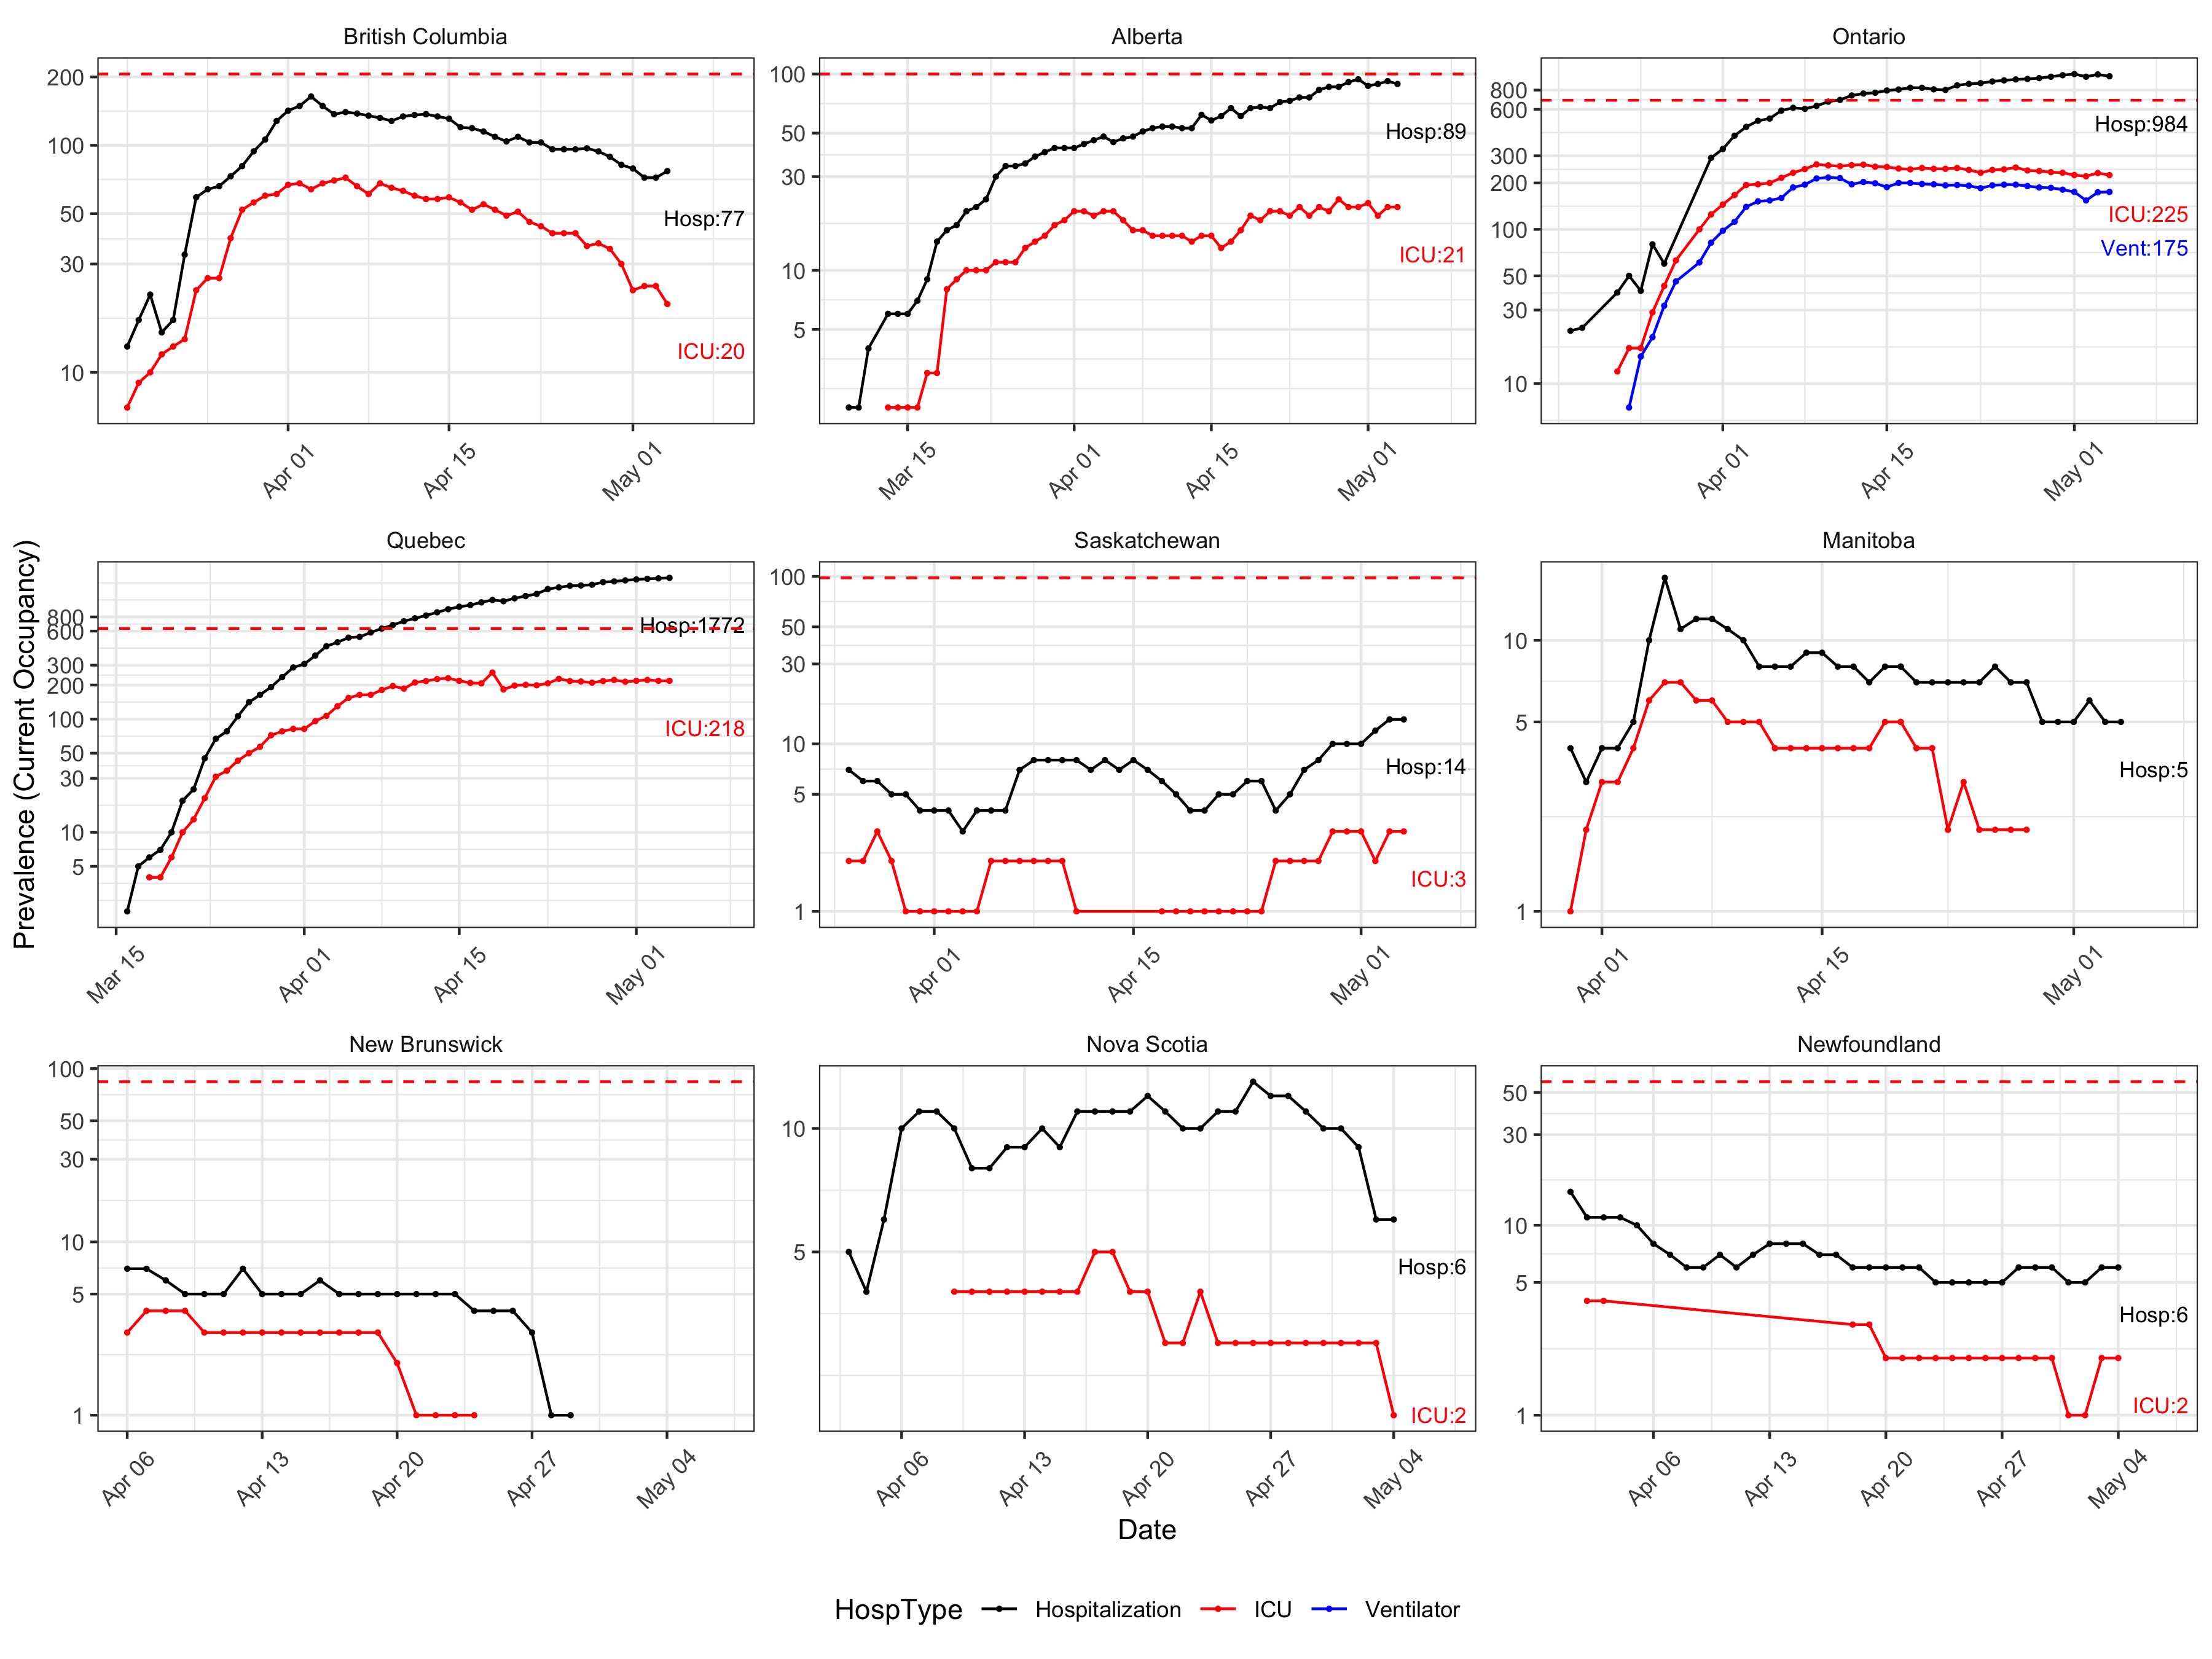 British Columbia
200
100
50
30
10
Hosp:77
ICU:20
Apr 01
Apr 15
May 01
Alberta
100
50
30
10
5
Hosp:89
ICU:21
Mar 15
Apr 01
Apr 15
May 01
Ontario
800
600
300
200
100
50
30
10
Hosp:984
ICU:225
Vent:175
Apr 01
Apr 15
May 01
Prevalence (Current Occupancy)
Quebec
800
600
300
200
100
50
30
10
5
Hosp:1772
ICU:218
Mar 15
Apr 01
Apr 15
May 01
Saskatchewan
100
50
30
10
5
1
Hosp:14
ICU:3
Apr 01
Apr 15
May 01
Manitoba
10
5
1
Hosp:5
Apr 01
Apr 15
May 01
New Brunswick
100
50
30
10
5
1
Apr 06
Apr 13
Apr 20
Apr 27
May 04
Nova Scotia
10
5
Hosp:6
ICU:2
Apr 06
Apr 13
Apr 20
Apr 27
May 04
Newfoundland
50
30
10
5
1
Hosp:6
ICU:2
Apr 06
Apr 13
Apr 20
Apr 27
May 04
Date
HospType Hospitalization ICU Ventilator